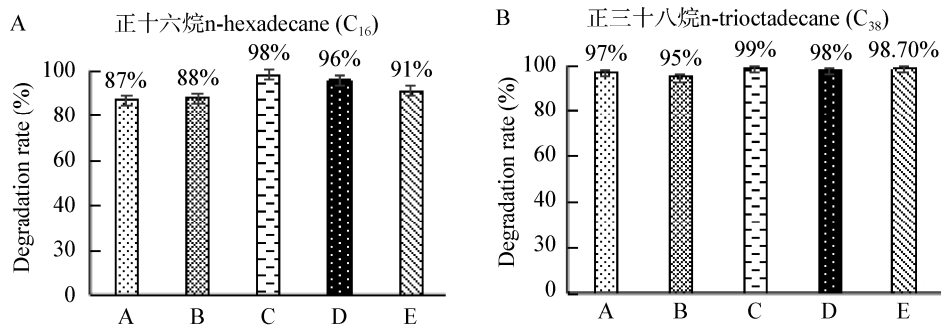 A
正十六烷n-hexadecane (C₁₆)
Degradation rate (%)
100
80
60
40
30
0
87%
88%
98%
96%
91%
A B C D E
B
正三十八烷n-trioctadecane (C₃₈)
Degradation rate (%)
100
80
60
40
30
0
97%
95%
99%
98%
98.70%
A B C D E